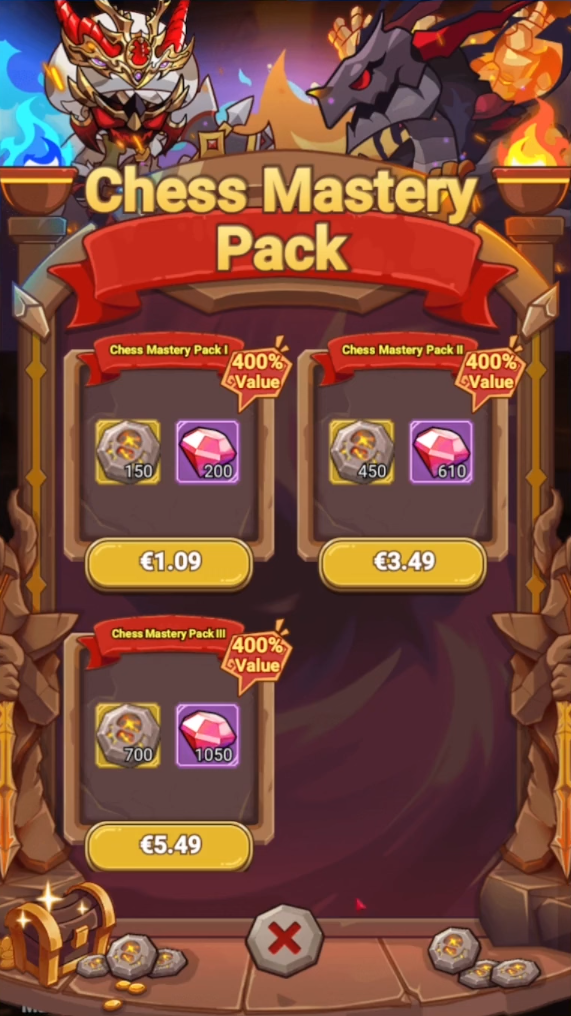 Chess Mastery
Pack
Chess Mastery Pack I
400%
Value
150
200
€1.09
Chess Mastery Pack II
400%
Value
450
610
€3.49
Chess Mastery Pack III
400%
Value
700
1050
€5.49